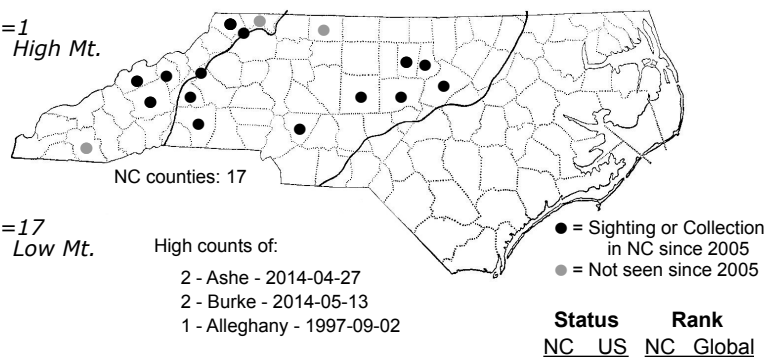 =1
High Mt.
NC counties: 17
=17
Low Mt.
High counts of:
2 - Ashe - 2014-04-27
2 - Burke - 2014-05-13
1 - Alleghany - 1997-09-02
= Sighting or Collection
in NC since 2005
= Not seen since 2005
Status Rank
NC US NC Global